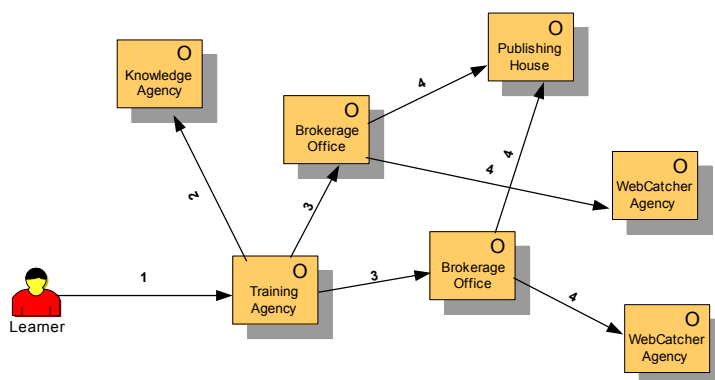 O
Publishing
House
O
Knowledge
Agency
4
O
Brokerage
Office
4
4
O
WebCatcher
Agency
2
3
O
Brokerage
Office
O
Training
Agency
3
1
Learner
4
O
WebCatcher
Agency